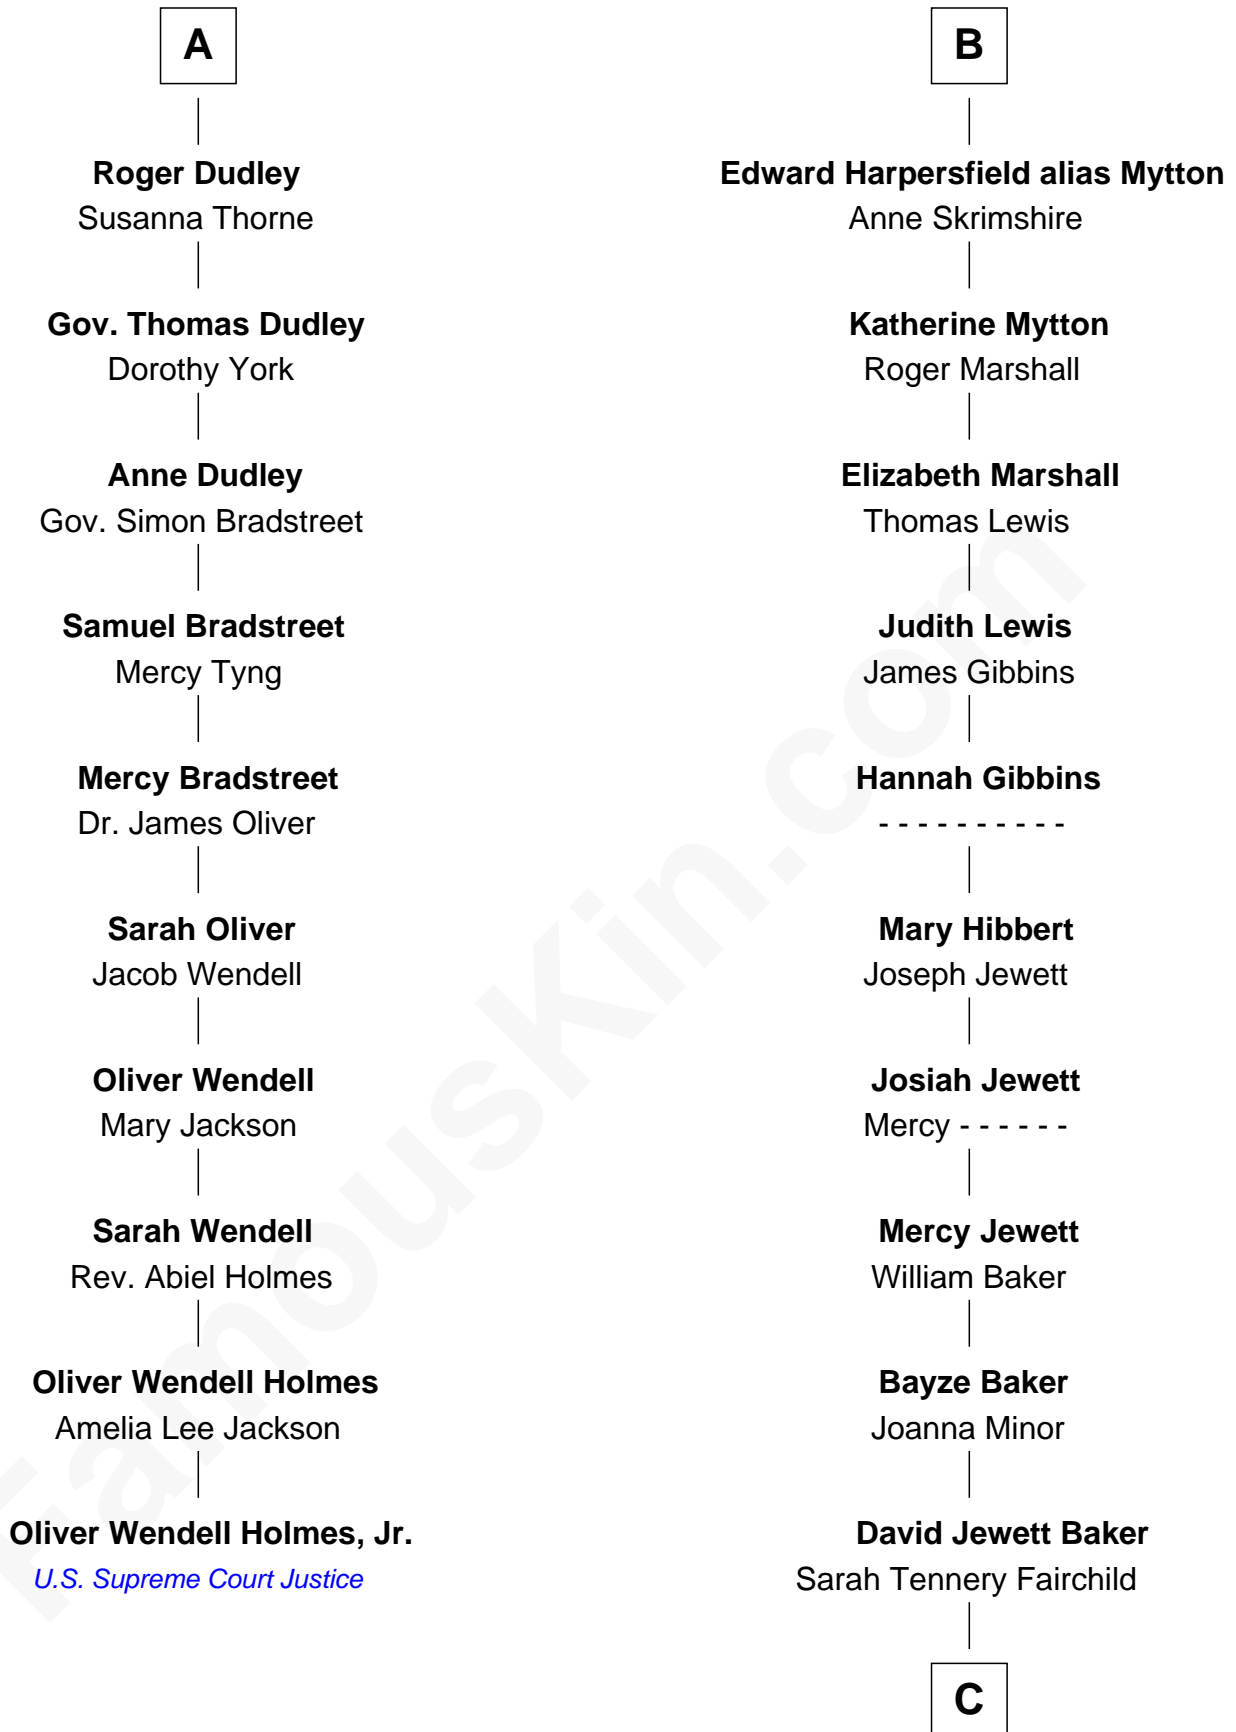 A
Roger Dudley
Susanna Thorne
Gov. Thomas Dudley
Dorothy York
Anne Dudley
Gov. Simon Bradstreet
Samuel Bradstreet
Mercy Tyng
Mercy Bradstreet
Dr. James Oliver
Sarah Oliver
Jacob Wendell
Oliver Wendell
Mary Jackson
Sarah Wendell
Rev. Abiel Holmes
Oliver Wendell Holmes
Amelia Lee Jackson
Oliver Wendell Holmes, Jr.
U.S. Supreme Court Justice
B
Edward Harpersfield alias Mytton
Anne Skrimshire
Katherine Mytton
Roger Marshall
Elizabeth Marshall
Thomas Lewis
Judith Lewis
James Gibbins
Hannah Gibbins
- - - - - - - - - -
Mary Hibbert
Joseph Jewett
Josiah Jewett
Mercy - - - - - -
Mercy Jewett
William Baker
Bayze Baker
Joanna Minor
David Jewett Baker
Sarah Tennery Fairchild
C
FamousKin.com